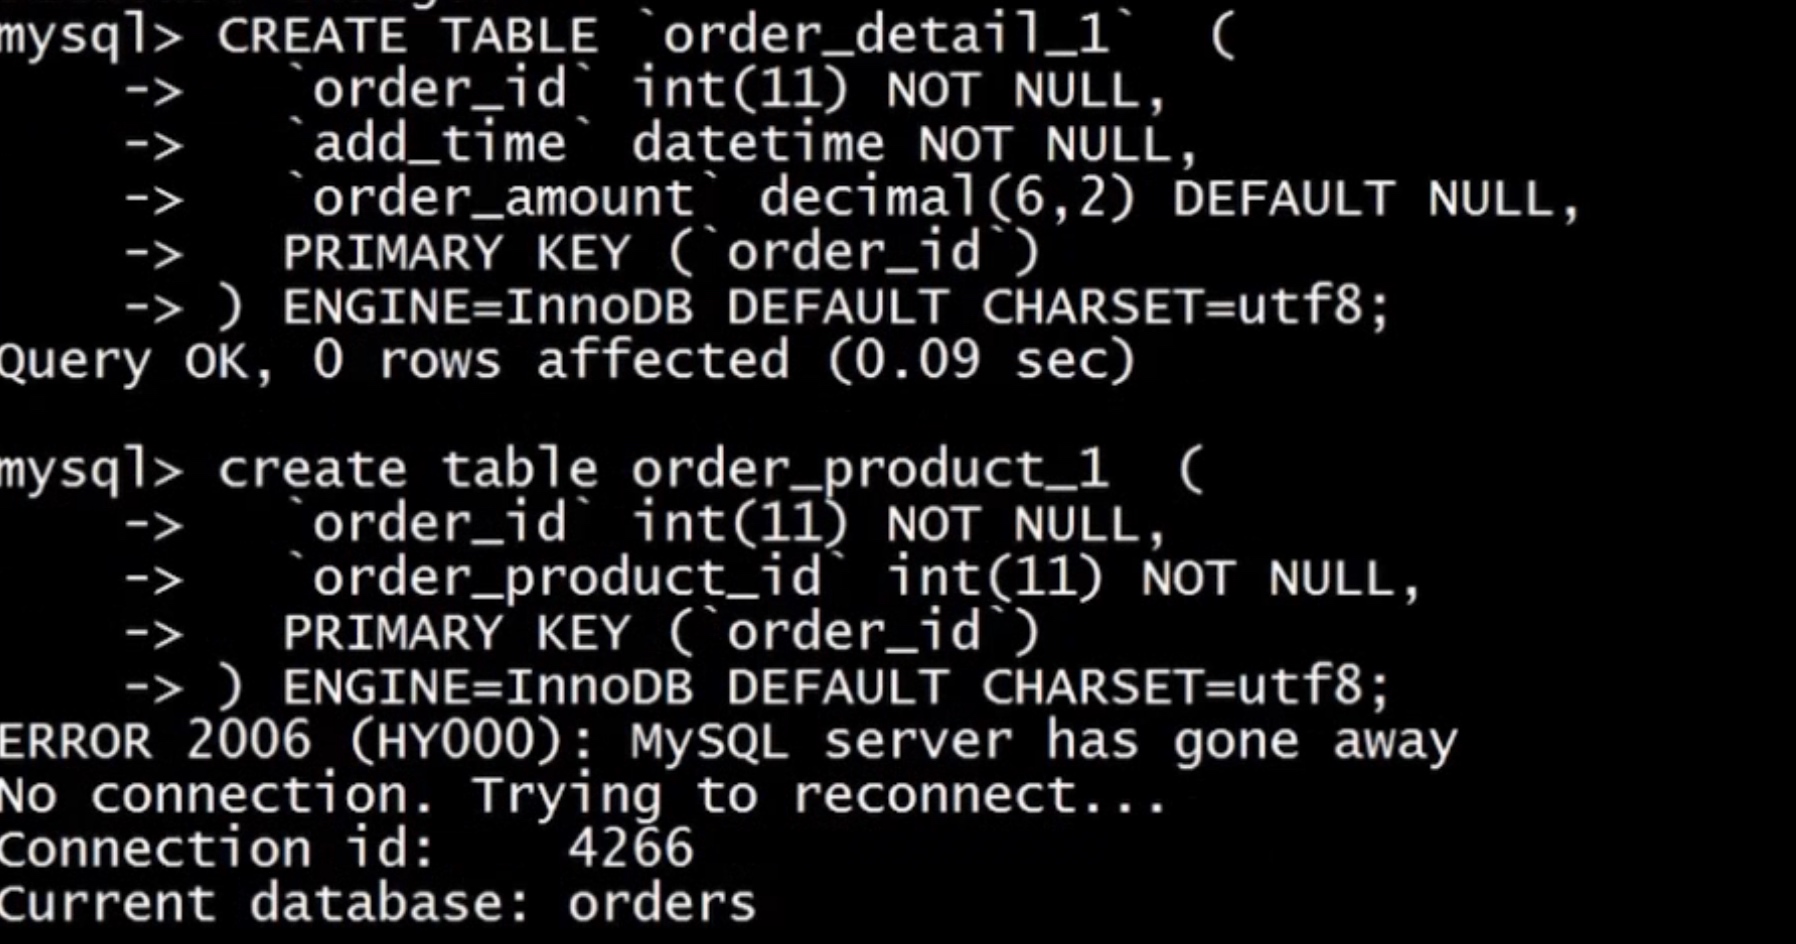 mysql> CREATE TABLE `order_detail_1`  (
    ->   `order_id` int(11) NOT NULL,
    ->   `add_time` datetime NOT NULL,
    ->   `order_amount` decimal(6,2) DEFAULT NULL,
    ->   PRIMARY KEY (`order_id`)
    -> ) ENGINE=InnoDB DEFAULT CHARSET=utf8;
Query OK, 0 rows affected (0.09 sec)
mysql> create table order_product_1  (
    ->   `order_id` int(11) NOT NULL,
    ->   `order_product_id` int(11) NOT NULL,
    ->   PRIMARY KEY (`order_id`)
    -> ) ENGINE=InnoDB DEFAULT CHARSET=utf8;
ERROR 2006 (HY000): MySQL server has gone away
No connection. Trying to reconnect...
Connection id:    4266
Current database: orders